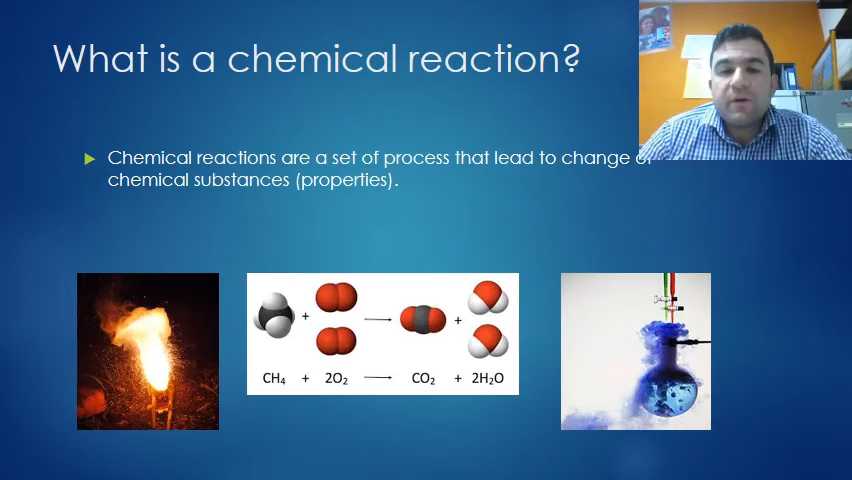 What is a chemical reaction?
Chemical reactions are a set of process that lead to change of
chemical substances (properties).
+ +
CH₄ + 2O₂ → CO₂ + 2H₂O